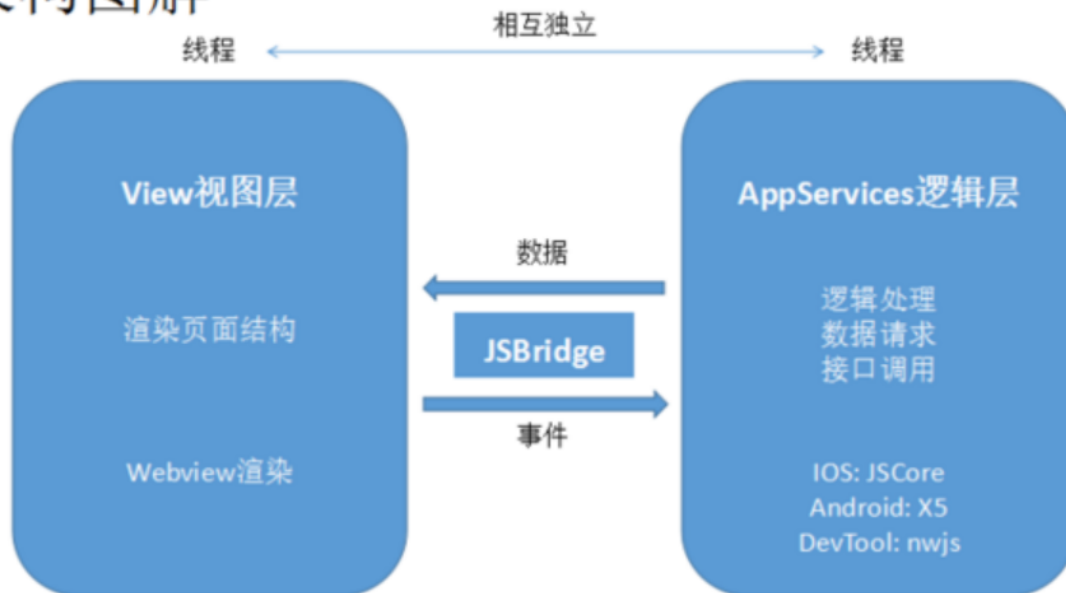 构图解
相互独立
线程
线程
View视图层
渲染页面结构
Webview渲染
数据
JSBridge
事件
AppServices逻辑层
逻辑处理
数据请求
接口调用
IOS: JSCore
Android: X5
DevTool: nwjs